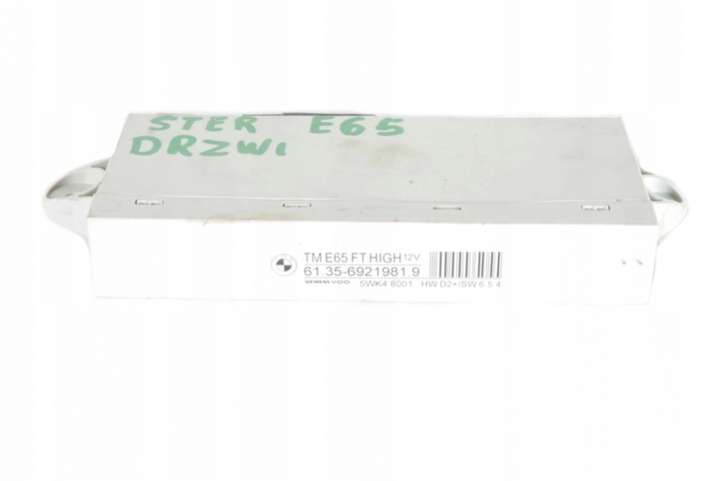 STER E65
DRZWI
TM E65 FT HIGH 12V
61.35-6921981.9
SIEMENS VDO 5WK4 8001 HW D2+/SW 6.5.4